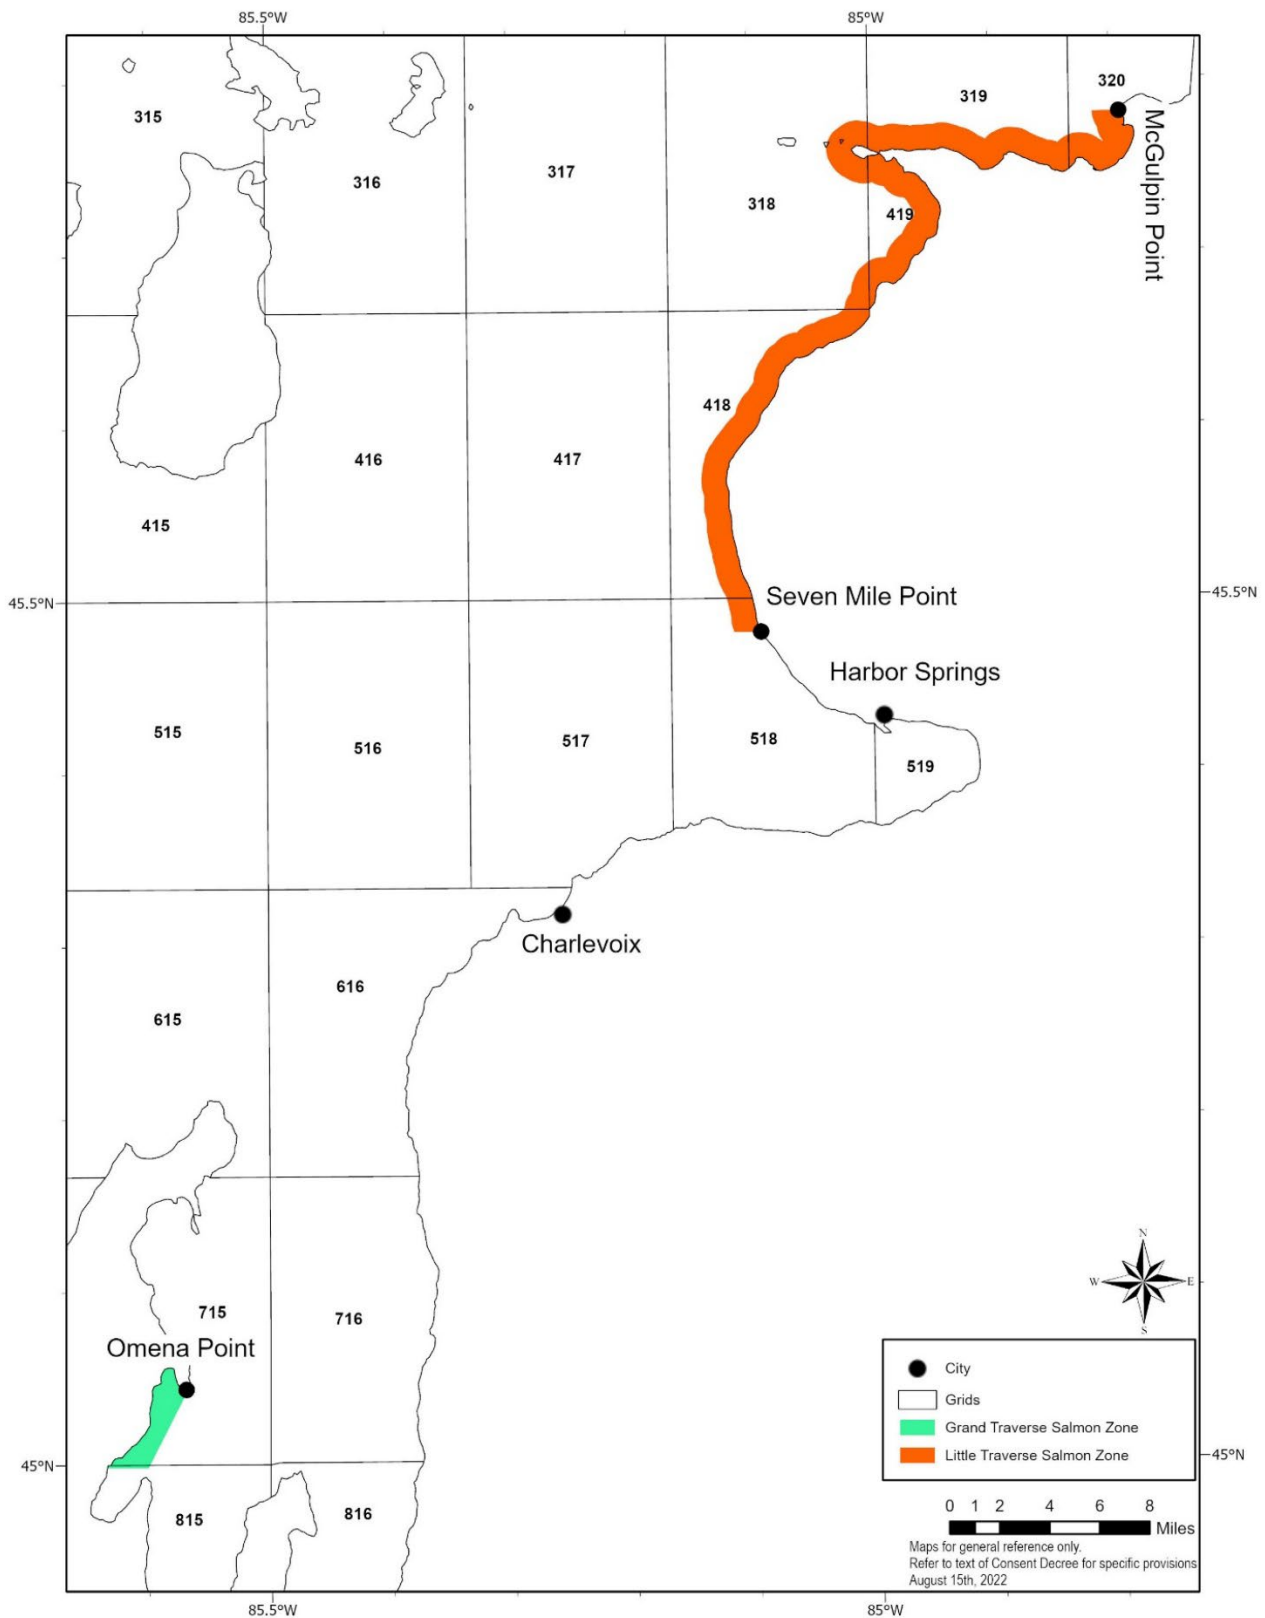 85.5°W
85°W
320
319
315
McGulpin Point
317
316
318
419
418
416
417
415
45.5°N
Seven Mile Point
45.5°N
Harbor Springs
515
516
517
518
519
Charlevoix
616
615
N
W
E
S
715
716
Omena Point
City
Grids
Grand Traverse Salmon Zone
Little Traverse Salmon Zone
45°N
45°N
815
816
0 1 2 4 6 8
Miles
Maps for general reference only.
Refer to text of Consent Decree for specific provisions
August 15th, 2022
85.5°W
85°W